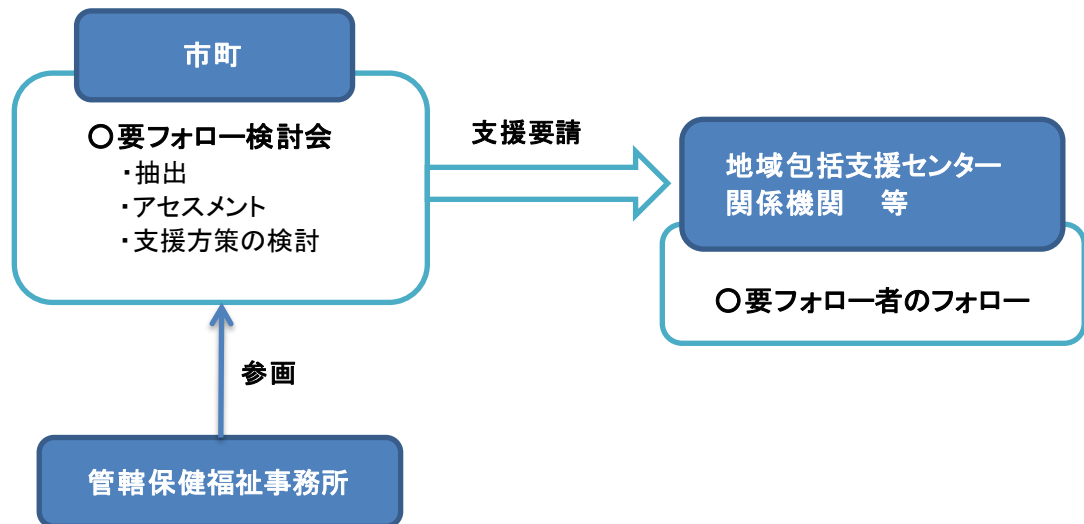 市町
〇要フォロー検討会
・抽出
・アセスメント
・支援方策の検討
支援要請
地域包括支援センター
関係機関　等
〇要フォロー者のフォロー
参画
管轄保健福祉事務所